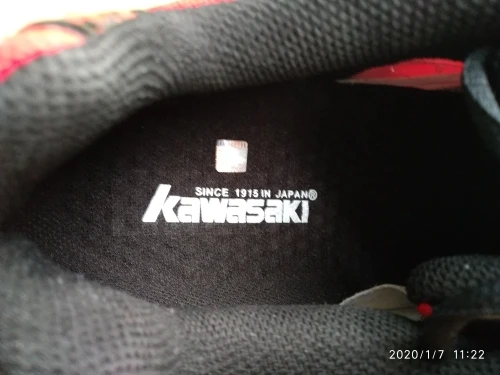 SINCE 1915 IN JAPAN®
Kawasaki
2020/1/7 11:22